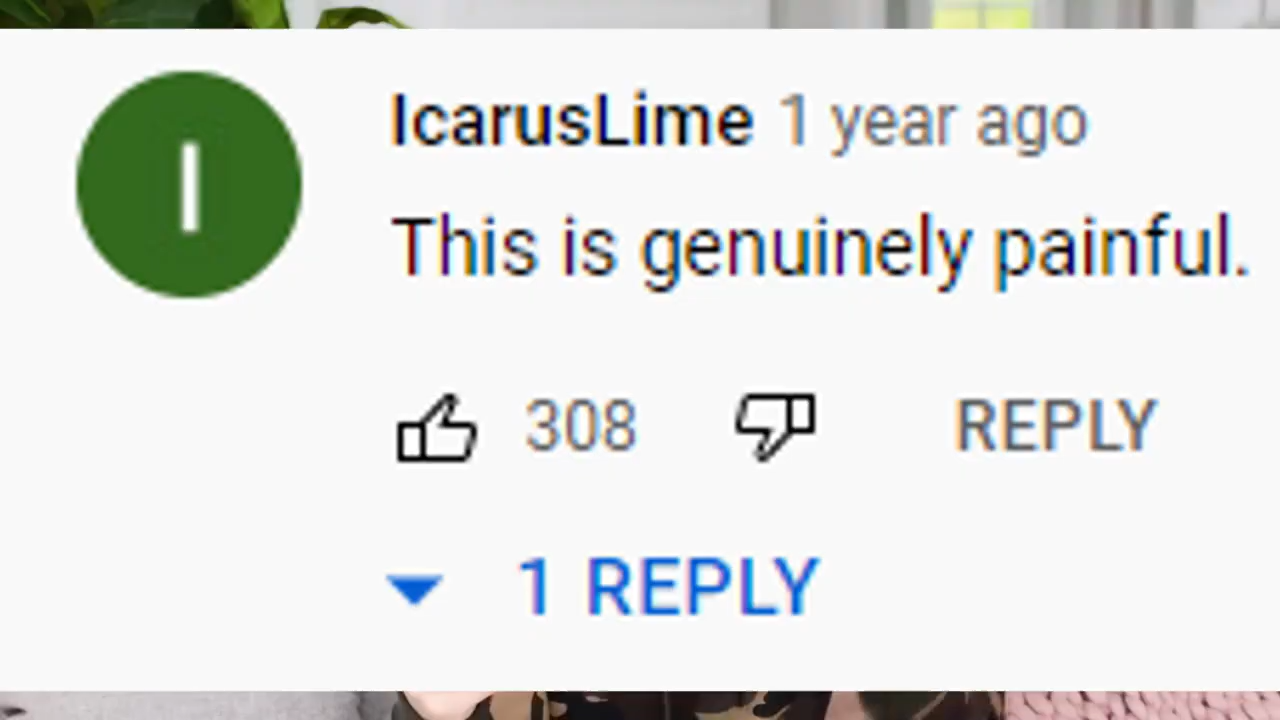 I
IcarusLime 1 year ago
This is genuinely painful.
308 REPLY
1 REPLY